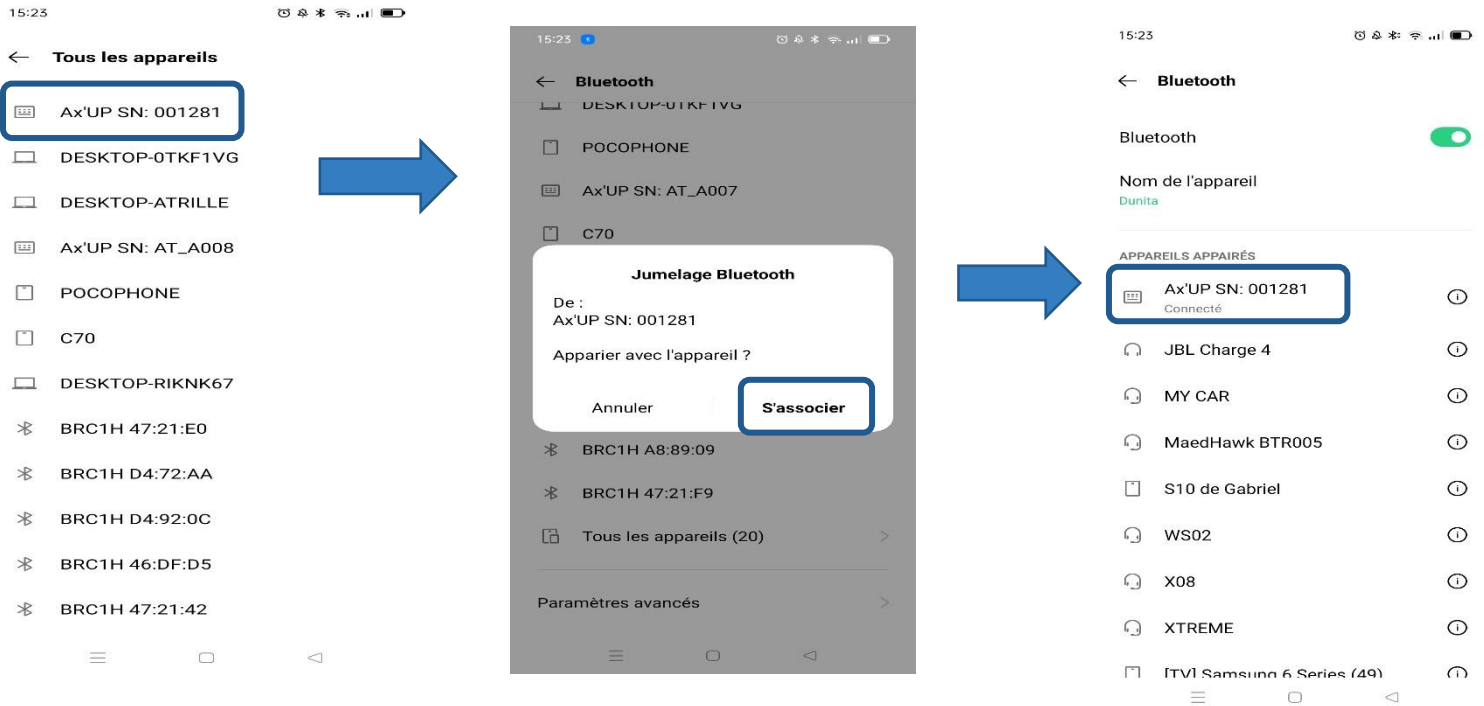 15:23
Tous les appareils
Ax'UP SN: 001281
DESKTOP-0TKF1VG
DESKTOP-ATRILLE
Ax'UP SN: AT_A008
POCOPHONE
C70
DESKTOP-RIKNK67
BRC1H 47:21:E0
BRC1H D4:72:AA
BRC1H D4:92:0C
BRC1H 46:DF:D5
BRC1H 47:21:42
15:23
Bluetooth
DESKTOP-0TKF1VG
POCOPHONE
Ax'UP SN: AT_A007
C70
Jumelage Bluetooth
De :
Ax'UP SN: 001281
Apparier avec l'appareil ?
Annuler
S'associer
BRC1H A8:89:09
BRC1H 47:21:F9
Tous les appareils (20)
Paramètres avancés
15:23
Bluetooth
Bluetooth
Nom de l'appareil
Dunita
APPAREILS APPAIRÉS
Ax'UP SN: 001281
Connecté
JBL Charge 4
MY CAR
MaedHawk BTR005
S10 de Gabriel
WS02
X08
XTREME
[TV] Samsung 6 Series (49)